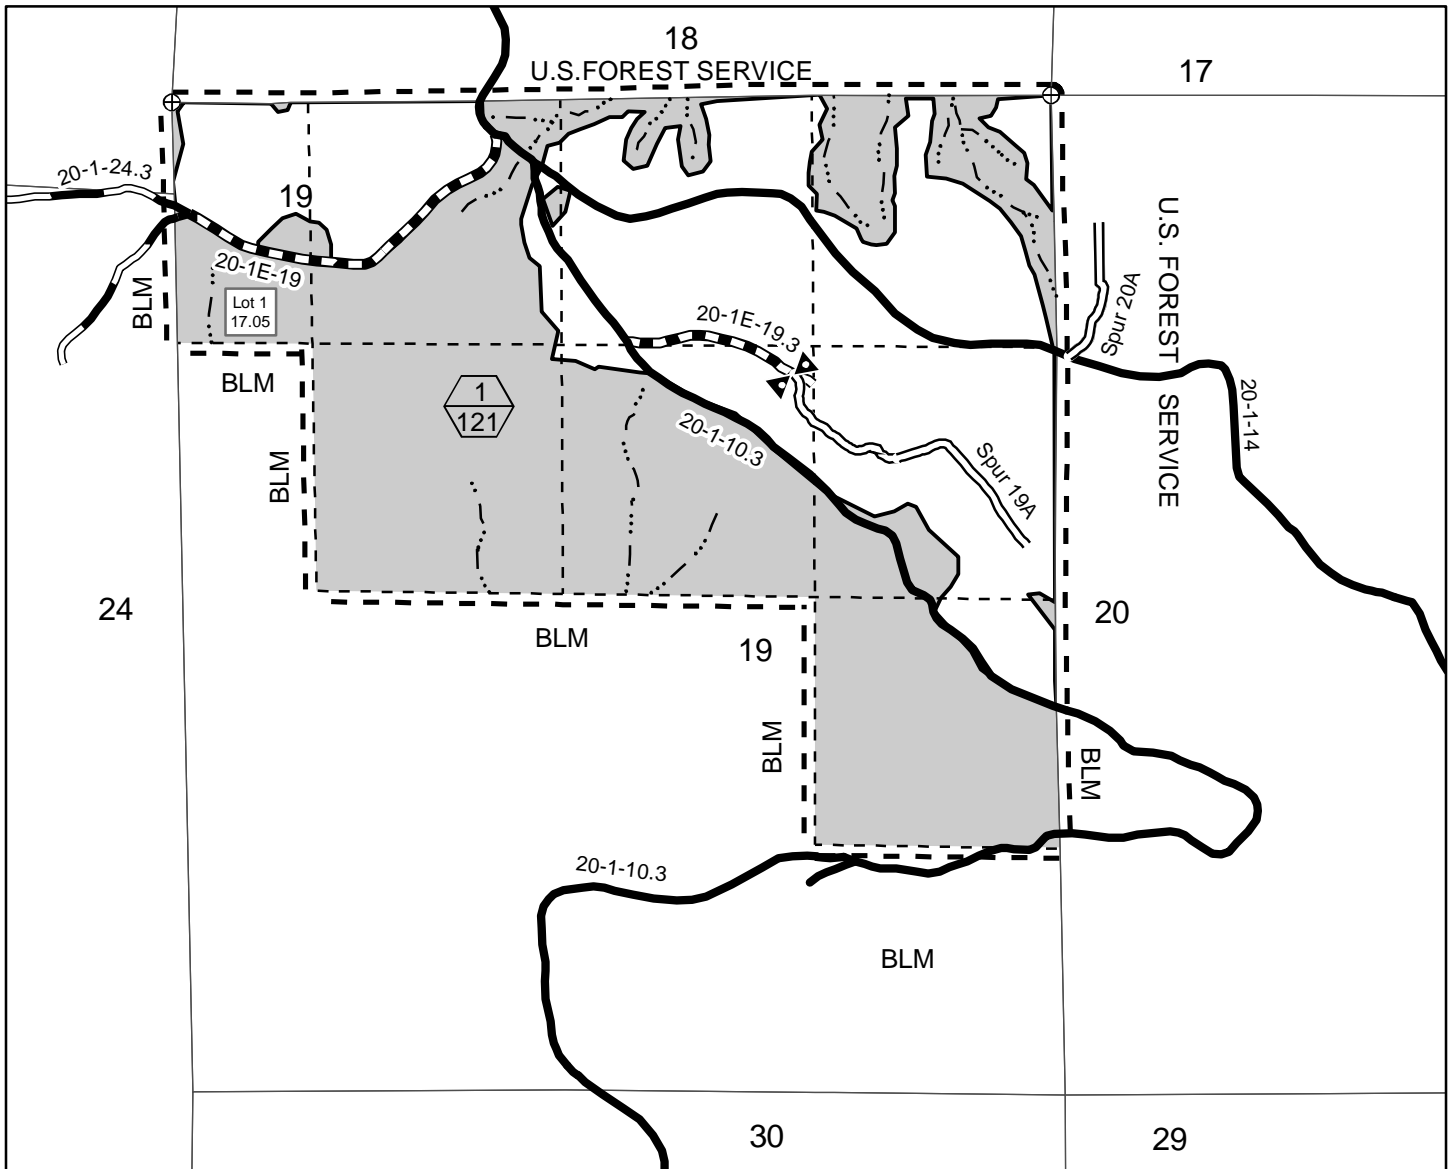 18
U.S.FOREST SERVICE
17
20-1-24.3
19
20-1E-19
Lot 1
17.05
BLM
BLM
BLM
1
121
20-1E-19.3
20-1-10.3
Spur 19A
Spur 20A
U.S. FOREST SERVICE
20-1-14
24
BLM
19
20
BLM
BLM
20-1-10.3
BLM
30
29